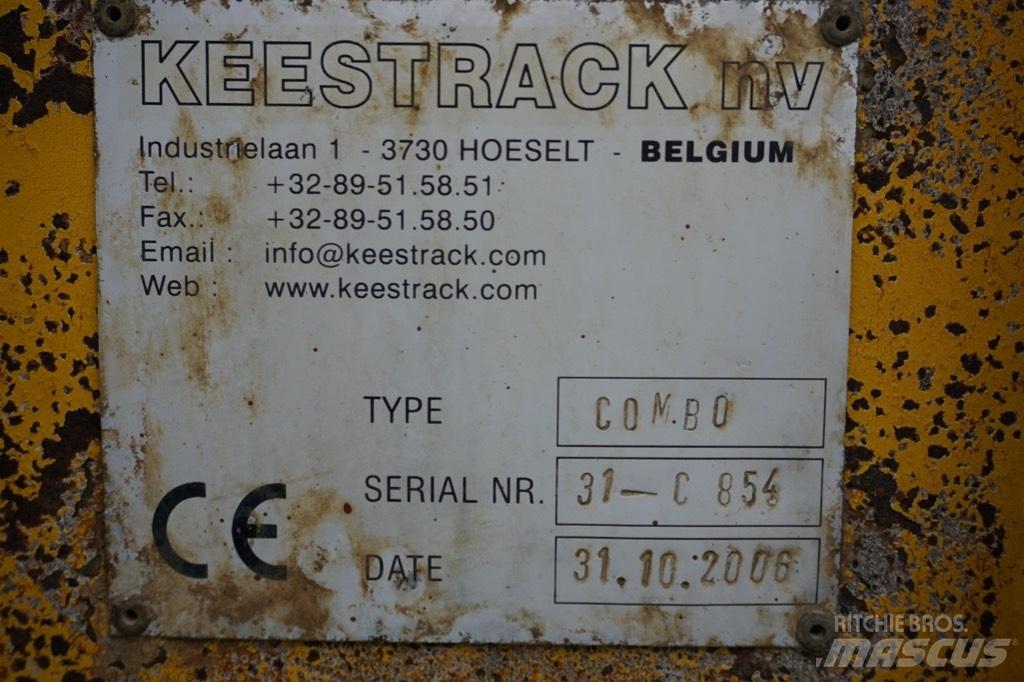 KEESTRACK nv
Industrielaan 1 - 3730 HOESELT - BELGIUM
Tel.: +32-89-51.58.51
Fax.: +32-89-51.58.50
Email : info@keestrack.com
Web : www.keestrack.com
TYPE COM.BO
SERIAL NR. 31-C 854
CE
DATE 31.10.2006
RITCHIE BROS.
MASCUS